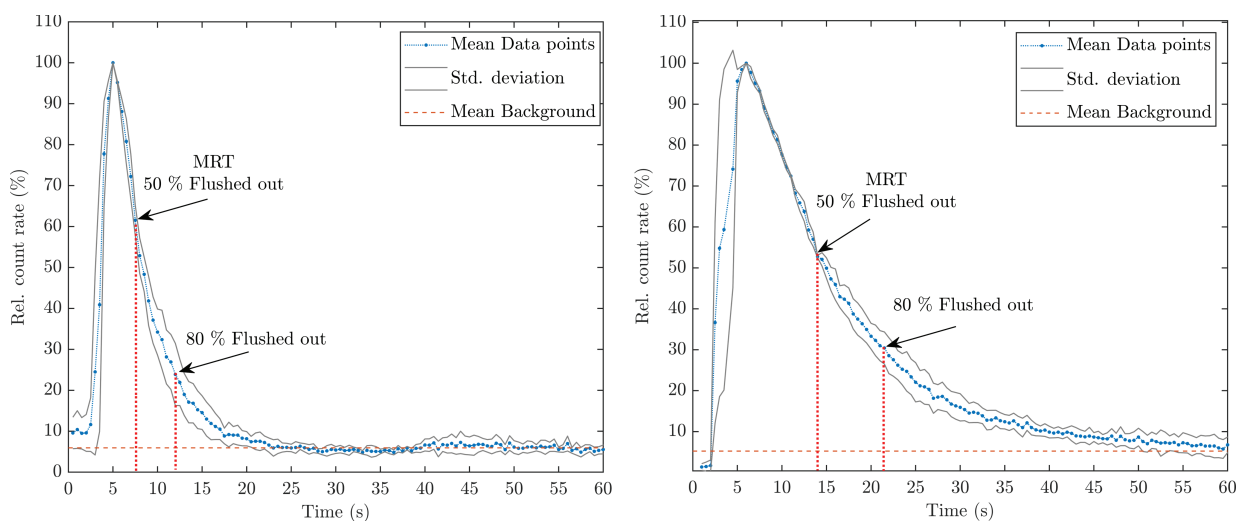 110
100
90
80
70
60
50
40
30
20
10
0
Rel. count rate (%)
0 5 10 15 20 25 30 35 40 45 50 55 60
Time (s)
Mean Data points
Std. deviation
Mean Background
MRT
50 % Flushed out
80 % Flushed out
110
100
90
80
70
60
50
40
30
20
10
Rel. count rate (%)
0 5 10 15 20 25 30 35 40 45 50 55 60
Time (s)
Mean Data points
Std. deviation
Mean Background
MRT
50 % Flushed out
80 % Flushed out